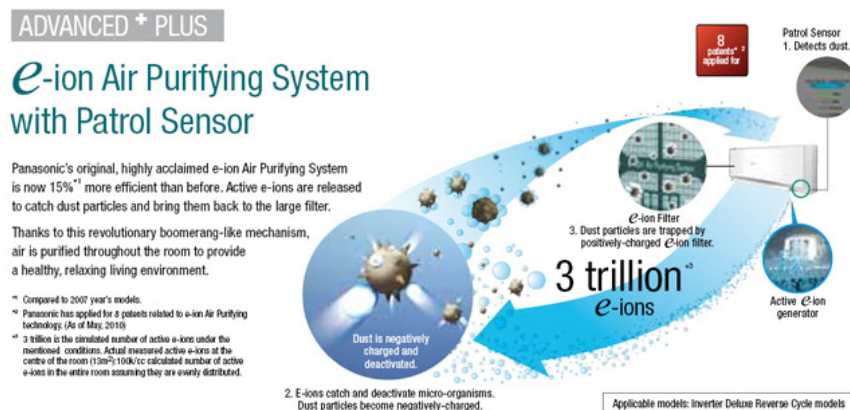 ADVANCED + PLUS
e-ion Air Purifying System
with Patrol Sensor
Panasonic's original, highly acclaimed e-ion Air Purifying System
is now 15%*1 more efficient than before. Active e-ions are released
to catch dust particles and bring them back to the large filter.
Thanks to this revolutionary boomerang-like mechanism,
air is purified throughout the room to provide
a healthy, relaxing living environment.
*1 Compared to 2007 year's models.
*2 Panasonic has applied for 8 patents related to e-ion Air Purifying
technology. (As of May, 2010)
*3 3 trillion is the simulated number of active e-ions under the
mentioned conditions. Actual measured active e-ions at the
centre of the room (13m²):100k/cc calculated number of active
e-ions in the entire room assuming they are evenly distributed.
8
patents*2
applied for
Patrol Sensor
1. Detects dust.
Air Purifying System
e-ion Filter
3. Dust particles are trapped by
positively-charged e-ion filter.
3 trillion*3
e-ions
Active e-ion
generator
Dust is negatively
charged and
deactivated.
2. E-ions catch and deactivate micro-organisms.
Dust particles become negatively-charged.
Applicable models: Inverter Deluxe Reverse Cycle models